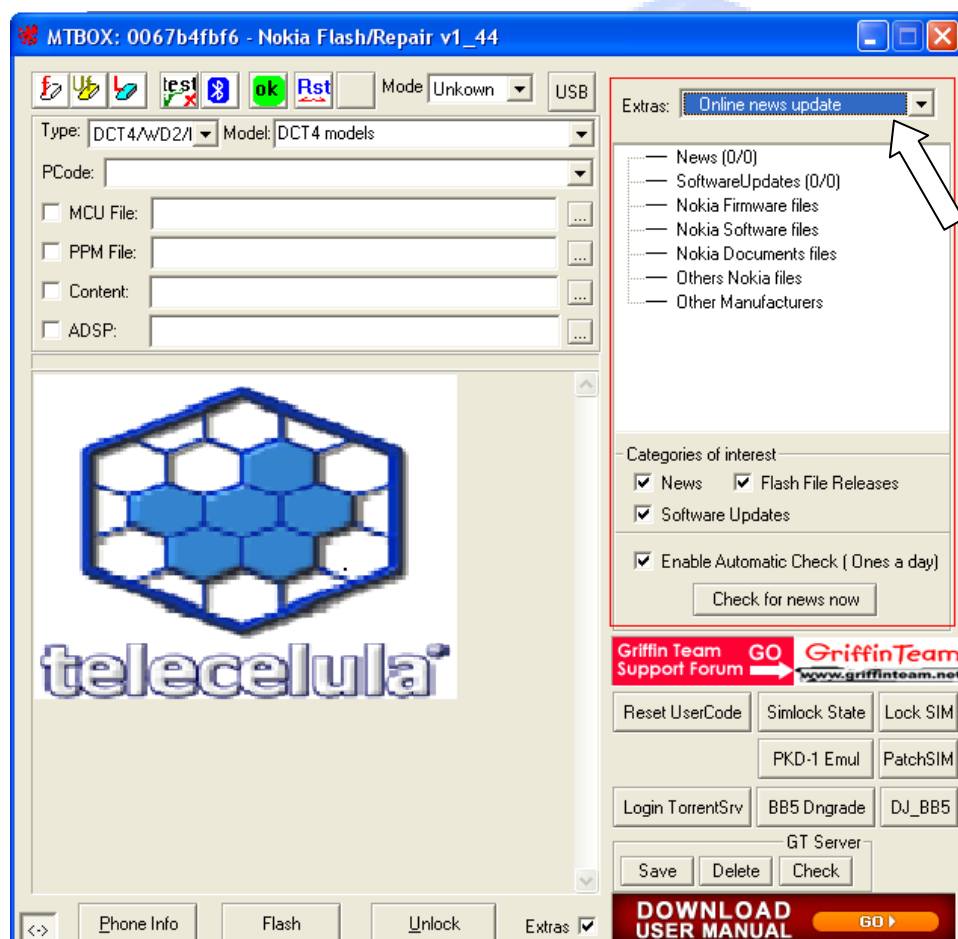 MTBOX: 0067b4fbf6 - Nokia Flash/Repair v1_44
test ok Rst Mode Unkown USB
Type: DCT4/WD2/I Model: DCT4 models
PCode:
MCU File: ...
PPM File: ...
Content: ...
ADSP: ...
telecelula
Phone Info Flash Unlock Extras
Extras: Online news update
News (0/0)
SoftwareUpdates (0/0)
Nokia Firmware files
Nokia Software files
Nokia Documents files
Others Nokia files
Other Manufacturers
Categories of interest
News Flash File Releases
Software Updates
Enable Automatic Check ( Ones a day)
Check for news now
Griffin Team GO GriffinTeam
Support Forum www.griffinteam.net
Reset UserCode Simlock State Lock SIM
PKD-1 Emul PatchSIM
Login TorrentSrv BB5 Dngrade DJ_BB5
GT Server
Save Delete Check
DOWNLOAD
USER MANUAL GO